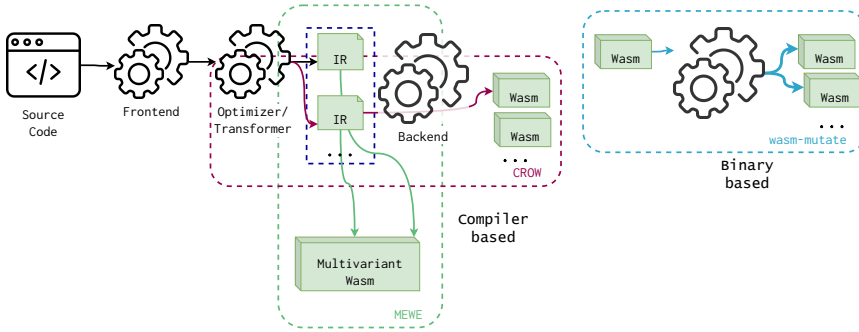 </>
Source
Code
Frontend
Optimizer/
Transformer
IR
IR
...
Backend
Wasm
Wasm
...
CROW
Compiler
based
Multivariant
Wasm
MEWE
Wasm
Wasm
Wasm
...
wasm-mutate
Binary
based